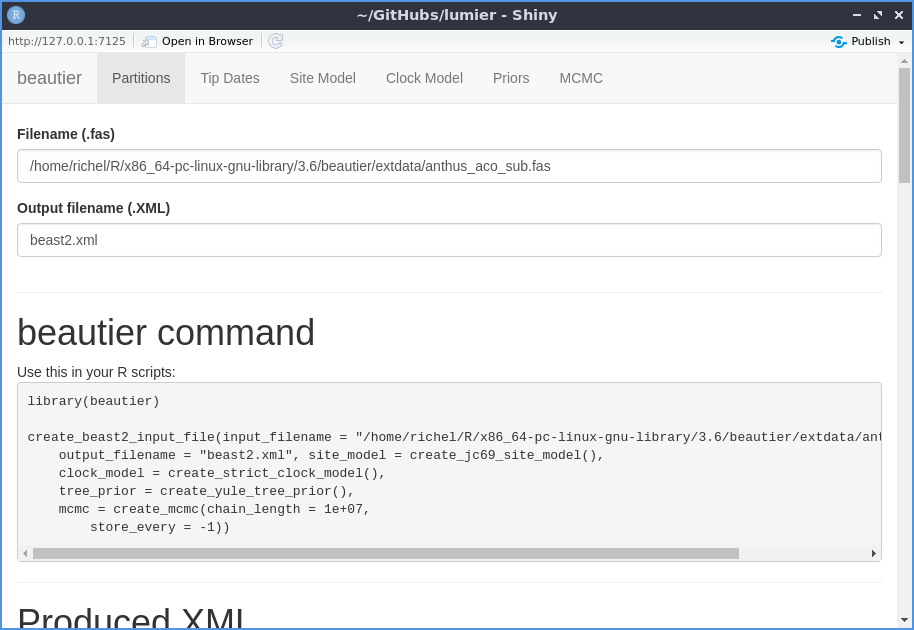 ~/GitHubs/lumier - Shiny
http://127.0.0.1:7125 Open in Browser Publish
beautier Partitions Tip Dates Site Model Clock Model Priors MCMC
Filename (.fas)
/home/richel/R/x86_64-pc-linux-gnu-library/3.6/beautier/extdata/anthus_aco_sub.fas
Output filename (.XML)
beast2.xml
beautier command
Use this in your R scripts:
library(beautier)
create_beast2_input_file(input_filename = "/home/richel/R/x86_64-pc-linux-gnu-library/3.6/beautier/extdata/ant
    output_filename = "beast2.xml", site_model = create_jc69_site_model(),
    clock_model = create_strict_clock_model(),
    tree_prior = create_yule_tree_prior(),
    mcmc = create_mcmc(chain_length = 1e+07,
        store_every = -1))
Produced XML